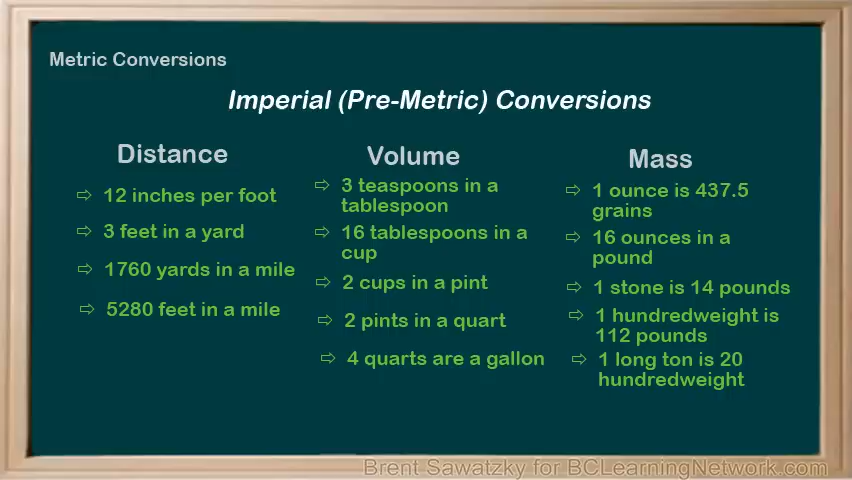 Metric Conversions
Imperial (Pre-Metric) Conversions
Distance
⇨ 12 inches per foot
⇨ 3 feet in a yard
⇨ 1760 yards in a mile
⇨ 5280 feet in a mile
Volume
⇨ 3 teaspoons in a
tablespoon
⇨ 16 tablespoons in a
cup
⇨ 2 cups in a pint
⇨ 2 pints in a quart
⇨ 4 quarts are a gallon
Mass
⇨ 1 ounce is 437.5
grains
⇨ 16 ounces in a
pound
⇨ 1 stone is 14 pounds
⇨ 1 hundredweight is
112 pounds
⇨ 1 long ton is 20
hundredweight
Brent Sawatzky for BCLearningNetwork.com